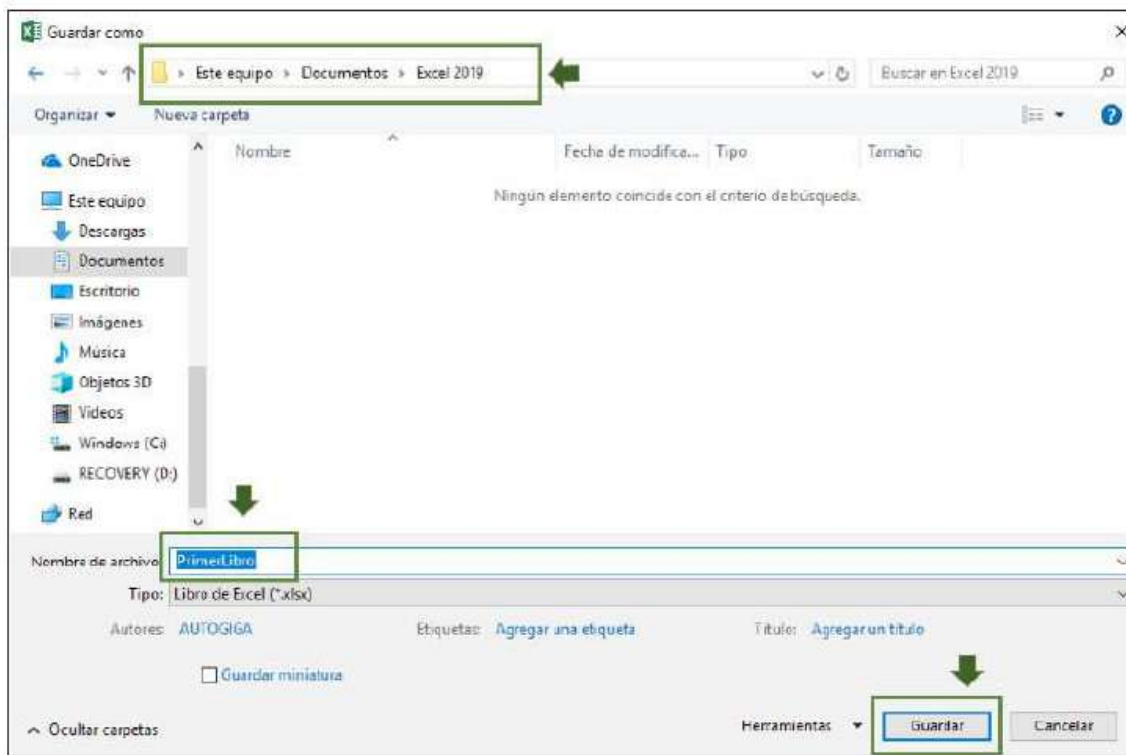 Guardar como
Este equipo > Documentos > Excel 2019
Buscar en Excel 2019
Organizar
Nueva carpeta
Nombre
Fecha de modifica...
Tipo
Tamaño
Ningún elemento coincide con el criterio de búsqueda.
OneDrive
Este equipo
Descargas
Documentos
Escritorio
Imágenes
Música
Objetos 3D
Videos
Windows (C:)
RECOVERY (D:)
Red
Nombre de archivo: PrimerLibro
Tipo: Libro de Excel (*.xlsx)
Autores: AUTOGIGA
Etiquetas: Agregar una etiqueta
Título: Agregar un título
Guardar miniatura
Ocultar carpetas
Herramientas
Guardar
Cancelar